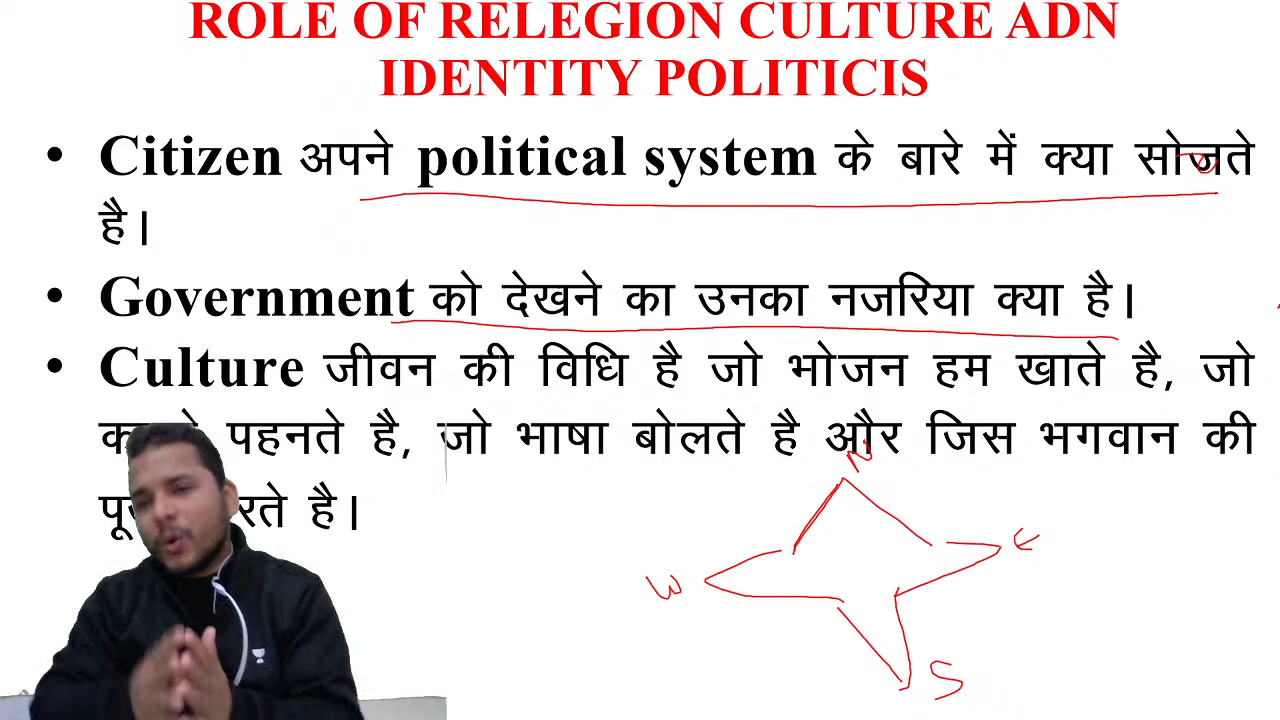 ROLE OF RELEGION CULTURE ADN
IDENTITY POLITICIS
• Citizen अपने political system के बारे में क्या सोजते
है।
• Government को देखने का उनका नजरिया क्या है।
• Culture जीवन की विधि है जो भोजन हम खाते है, जो
पहनते है, जो भाषा बोलते है और जिस भगवान की
है।
N
E
W
S